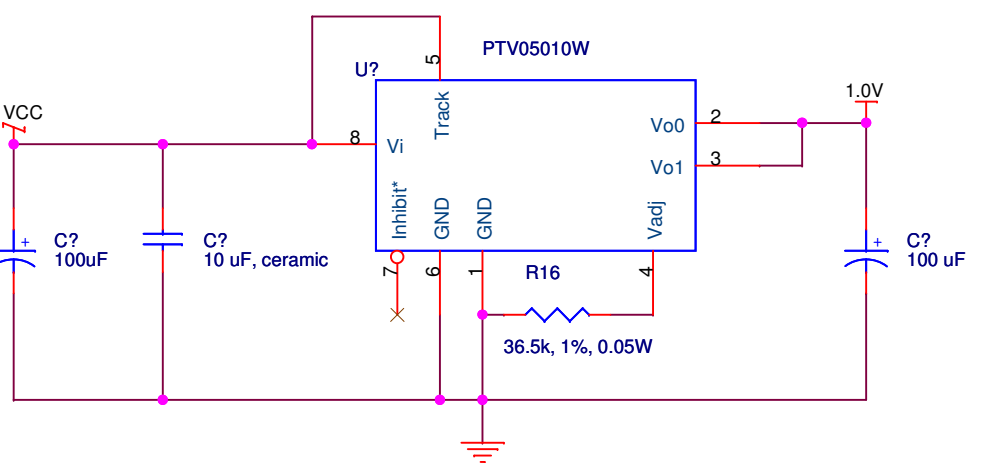 PTV05010W
U?
5
Track
VCC
1.0V
8
Vi
Vo0
2
Vo1
3
Inhibit*
GND
GND
Vadj
+
C?
100uF
C?
10 uF, ceramic
+
C?
100 uF
7
6
1
4
R16
36.5k, 1%, 0.05W